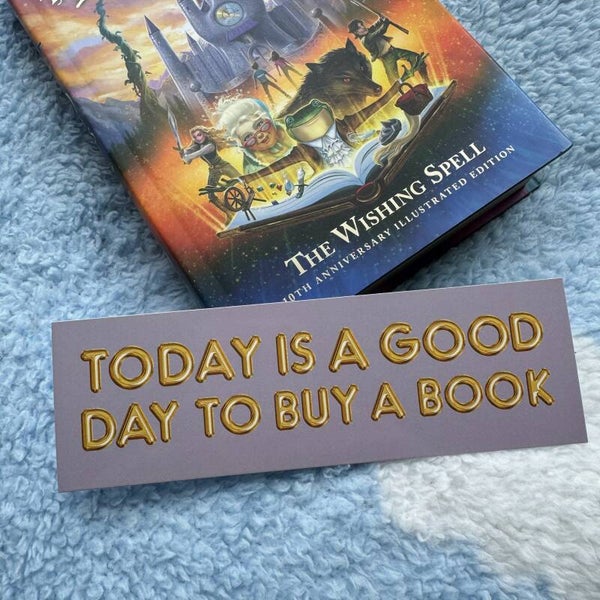 THE WISHING SPELL
10TH ANNIVERSARY ILLUSTRATED EDITION
TODAY IS A GOOD
DAY TO BUY A BOOK